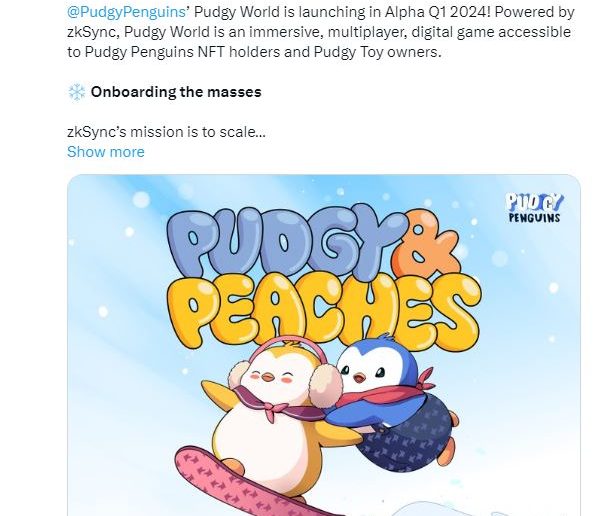 @PudgyPenguins’ Pudgy World is launching in Alpha Q1 2024! Powered by
zkSync, Pudgy World is an immersive, multiplayer, digital game accessible
to Pudgy Penguins NFT holders and Pudgy Toy owners.
Onboarding the masses
zkSync’s mission is to scale...
Show more
PUDGY
PENGUINS
PUDGY &
PEACHES